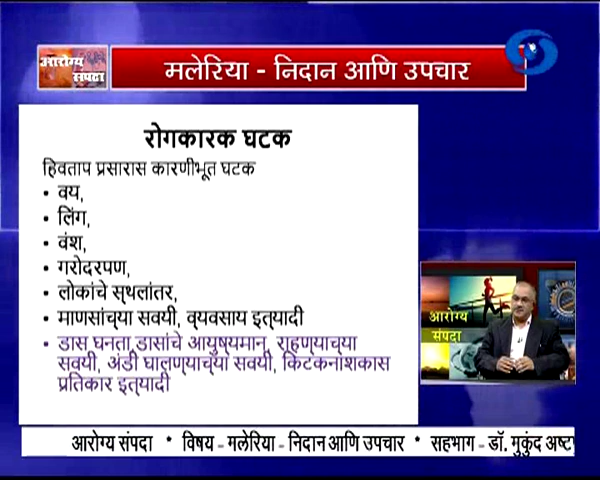 आरोग्य
संपदा
मलेरिया - निदान आणि उपचार
रोगकारक घटक
हिवताप प्रसारास कारणीभूत घटक
• वय,
• लिंग,
• वंश,
• गरोदरपण,
• लोकांचे स्थलांतर,
• माणसांच्या सवयी, व्यवसाय इत्यादी
• डास घनता,डासांचे आयुष्यमान, राहण्याच्या
सवयी, अंडी घालण्याच्या सवयी, किटकनाशकास
प्रतिकार इत्यादी
आरोग्य
संपदा
आरोग्य संपदा * विषय - मलेरिया - निदान आणि उपचार * सहभाग - डॉ. मुकुंद अष्ट